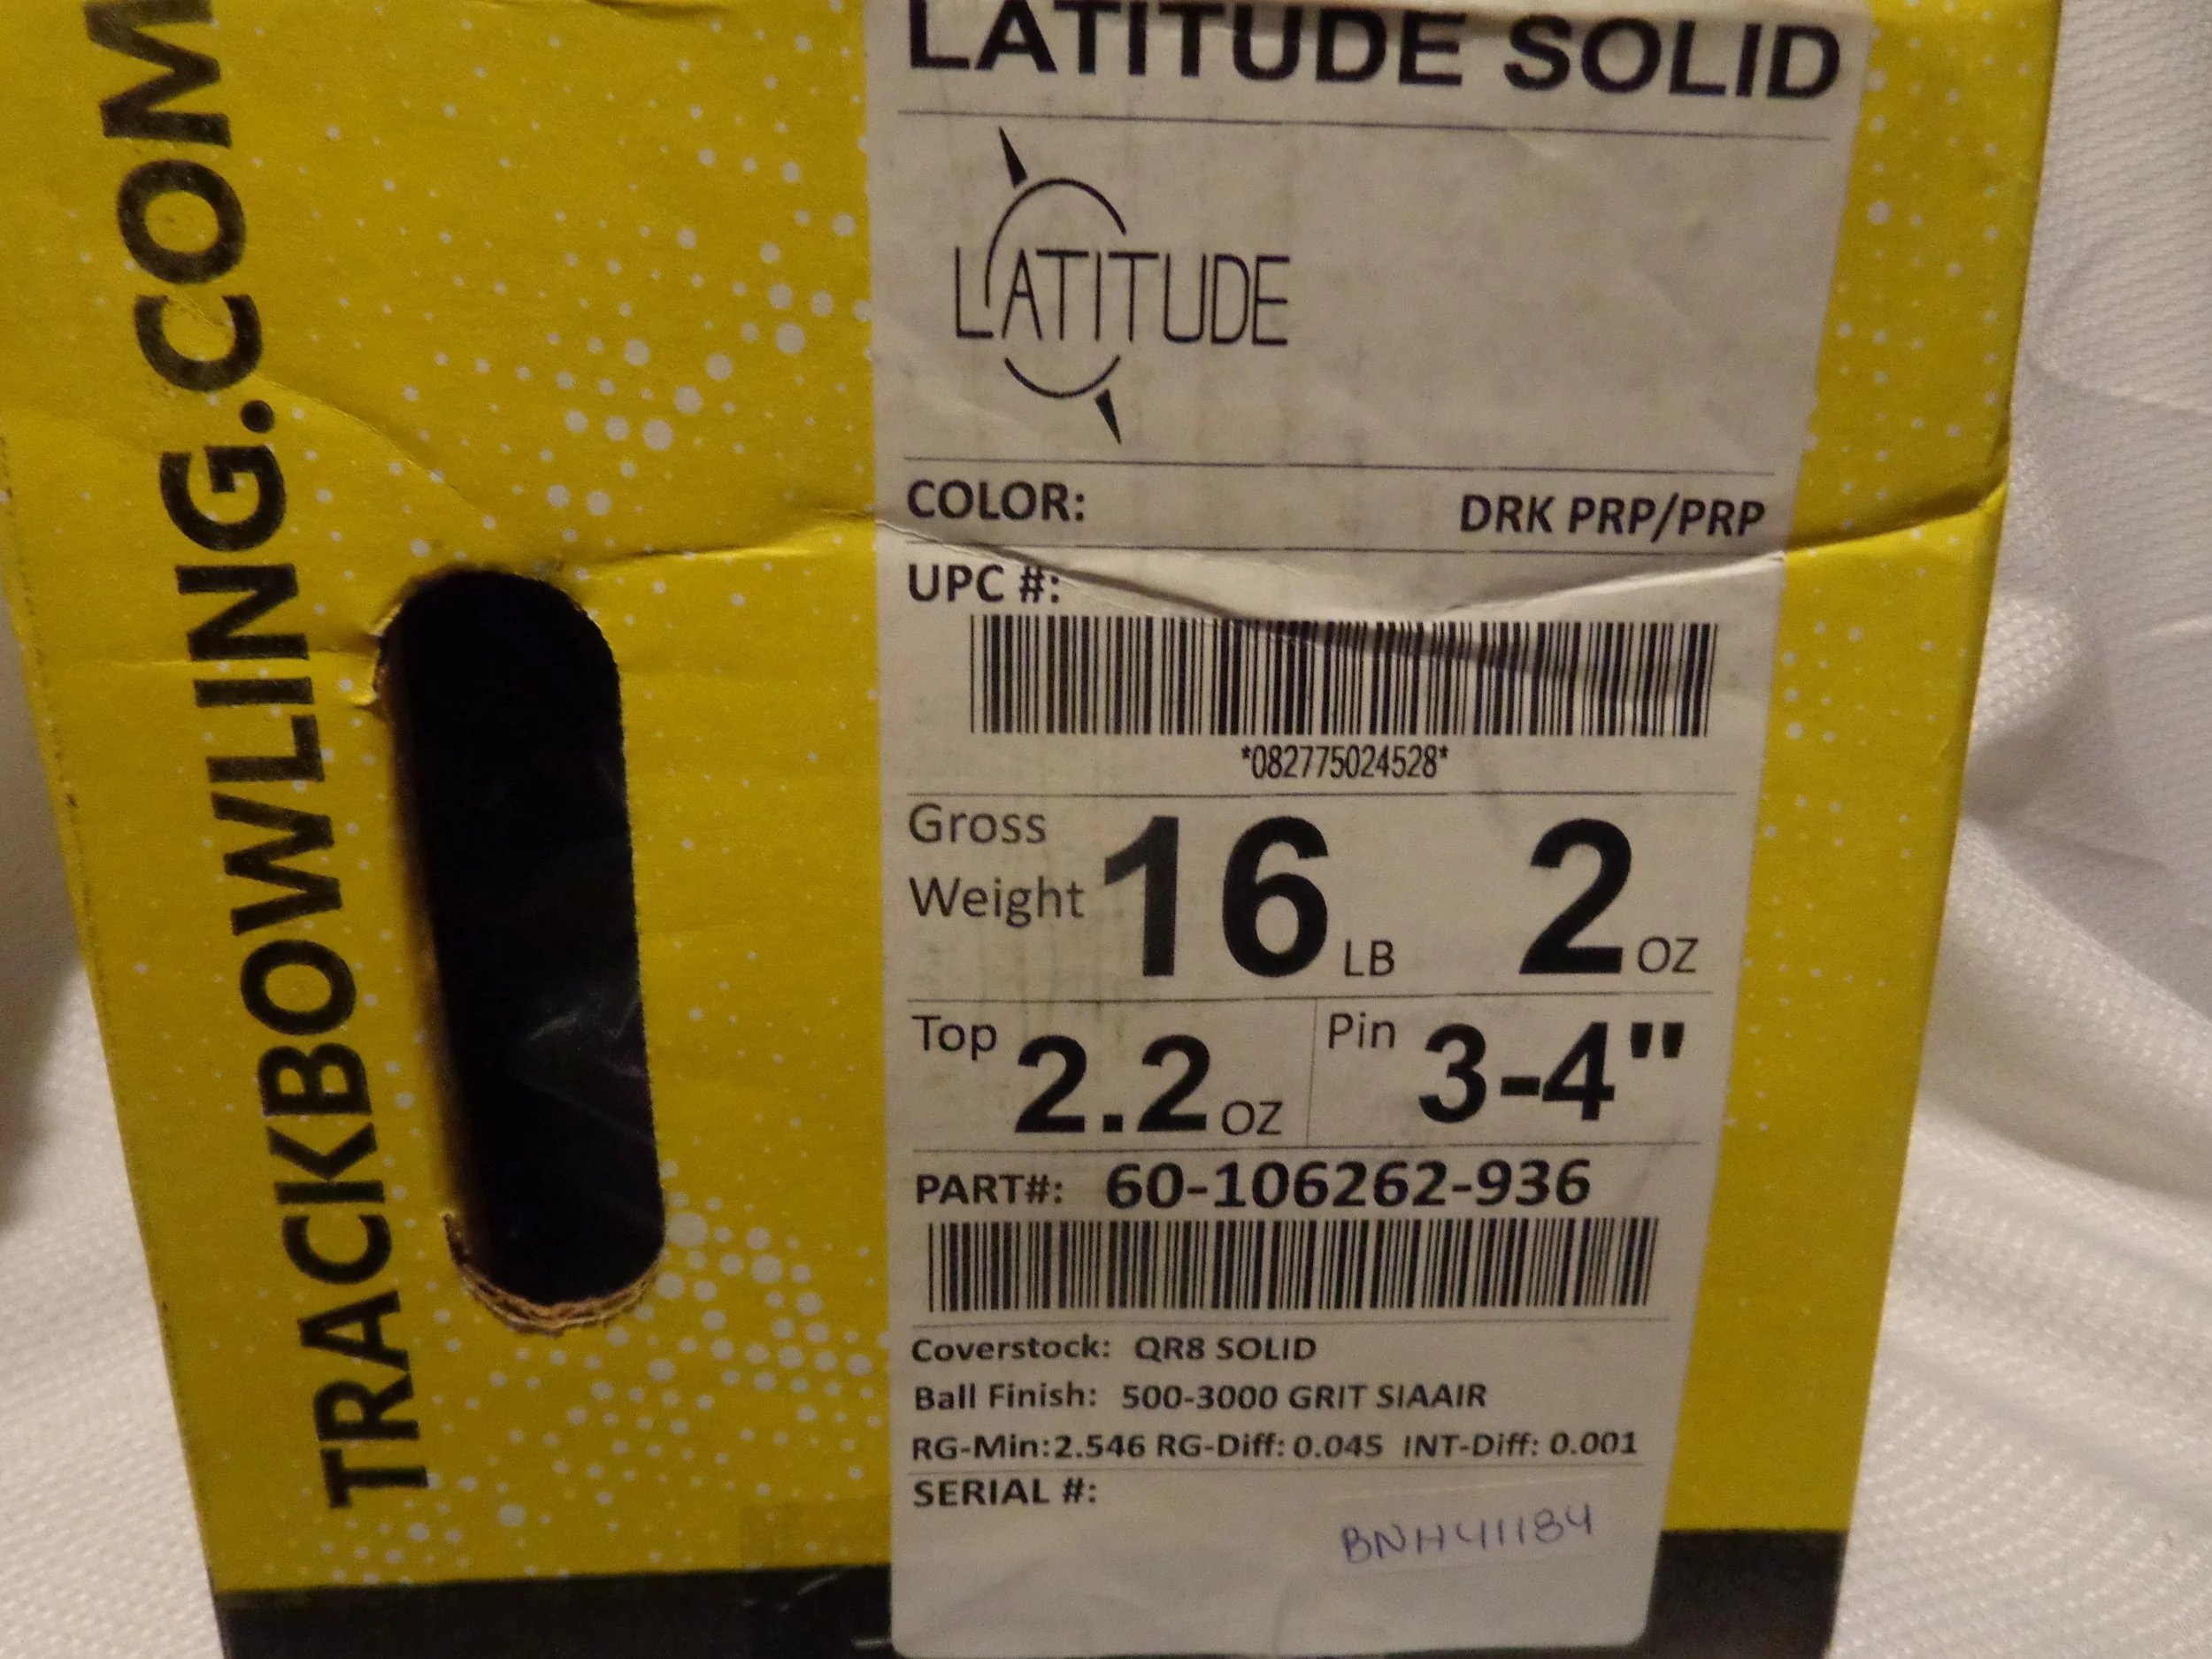 TRACKBOWLING.COM
LATITUDE SOLID
LATITUDE
COLOR: DRK PRP/PRP
UPC #:
*082775024528*
Gross Weight 16 LB 2 OZ
Top 2.2 OZ Pin 3-4"
PART#: 60-106262-936
Coverstock: QR8 SOLID
Ball Finish: 500-3000 GRIT SIAAIR
RG-Min:2.546 RG-Diff: 0.045 INT-Diff: 0.001
SERIAL #:
BNH41184